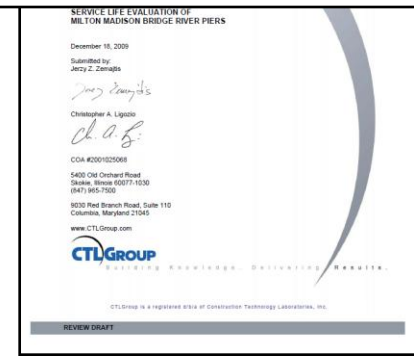 SERVICE LIFE EVALUATION OF
MILTON MADISON BRIDGE RIVER PIERS
December 18, 2009
Submitted by:
Jerzy Z. Zemajtis
Jerzy Zemajtis
Christopher A. Ligozio
Ch. A. L
COA #2001025068
5400 Old Orchard Road
Skokie, Illinois 60077-1030
(847) 965-7500
9030 Red Branch Road, Suite 110
Columbia, Maryland 21045
www.CTLGroup.com
CTLGROUP
Building Knowledge. Delivering Results.
CTLGroup is a registered d/b/a of Construction Technology Laboratories, Inc.
REVIEW DRAFT